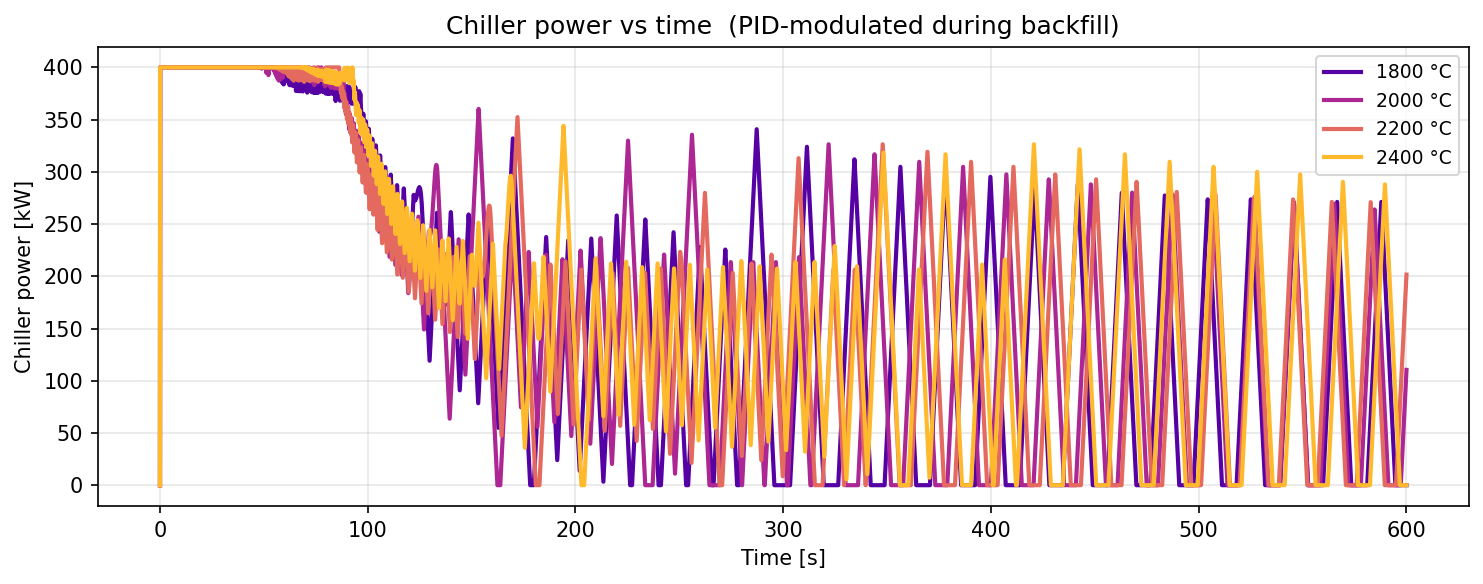 Chiller power vs time  (PID-modulated during backfill)
Chiller power [kW]
400
350
300
250
200
150
100
50
0
0 100 200 300 400 500 600
Time [s]
1800 °C
2000 °C
2200 °C
2400 °C